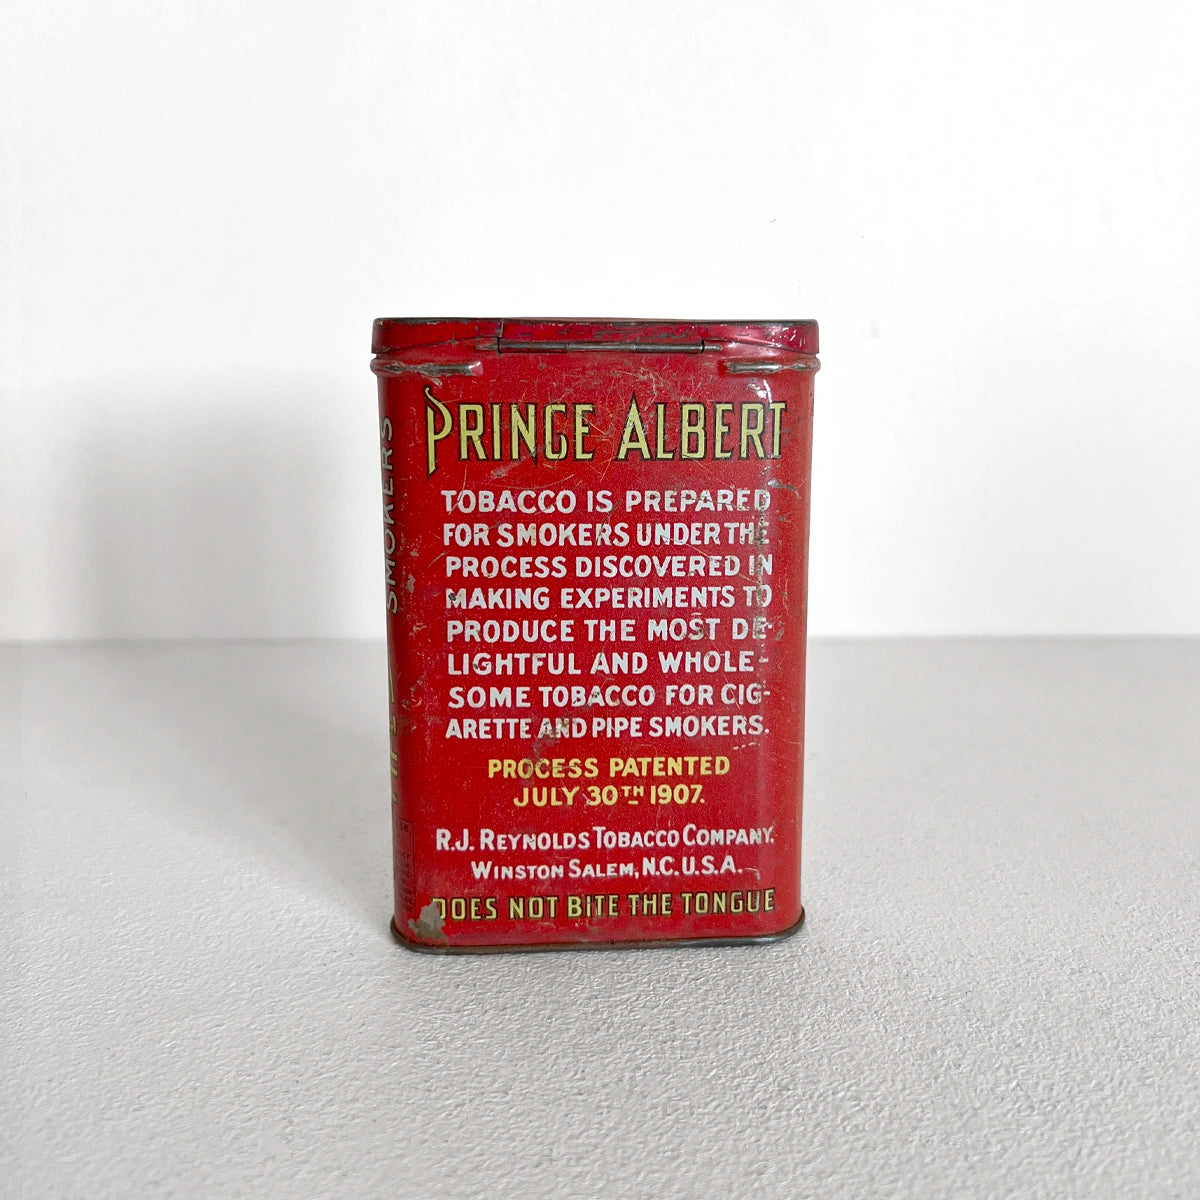 PRINCE ALBERT
TOBACCO IS PREPARED
FOR SMOKERS UNDER THE
PROCESS DISCOVERED IN
MAKING EXPERIMENTS TO
PRODUCE THE MOST DE-
LIGHTFUL AND WHOLE-
SOME TOBACCO FOR CIG-
ARETTE AND PIPE SMOKERS.
PROCESS PATENTED
JULY 30TH 1907.
R.J. REYNOLDS TOBACCO COMPANY.
WINSTON SALEM, N.C. U.S.A.
DOES NOT BITE THE TONGUE
SMOKERS